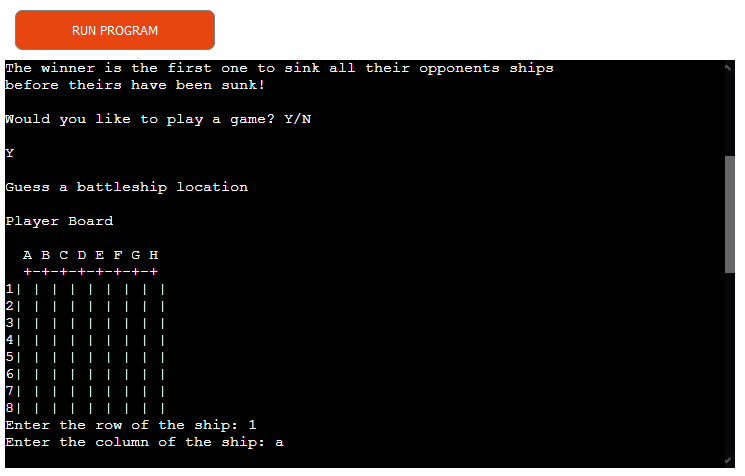 RUN PROGRAM
The winner is the first one to sink all their opponents ships
before theirs have been sunk!
Would you like to play a game? Y/N
Y
Guess a battleship location
Player Board
  A B C D E F G H
  +-+-+-+-+-+-+-+
1| | | | | | | | |
2| | | | | | | | |
3| | | | | | | | |
4| | | | | | | | |
5| | | | | | | | |
6| | | | | | | | |
7| | | | | | | | |
8| | | | | | | | |
Enter the row of the ship: 1
Enter the column of the ship: a